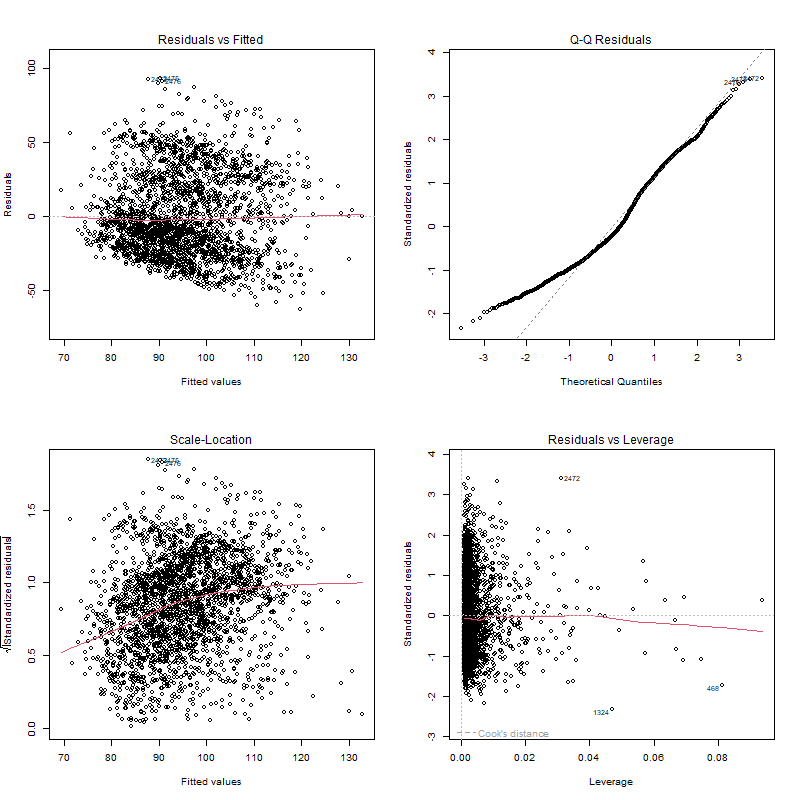 Residuals vs Fitted
Residuals
100
50
0
-50
2476
70 80 90 100 110 120 130
Fitted values
Q-Q Residuals
Standardized residuals
4
3
2
1
0
-1
-2
2472
-3 -2 -1 0 1 2 3
Theoretical Quantiles
Scale-Location
√|Standardized residuals|
1.5
1.0
0.5
0.0
2476
70 80 90 100 110 120 130
Fitted values
Residuals vs Leverage
Standardized residuals
4
3
2
1
0
-1
-2
-3
2472
468
1324
Cook's distance
0.00 0.02 0.04 0.06 0.08
Leverage